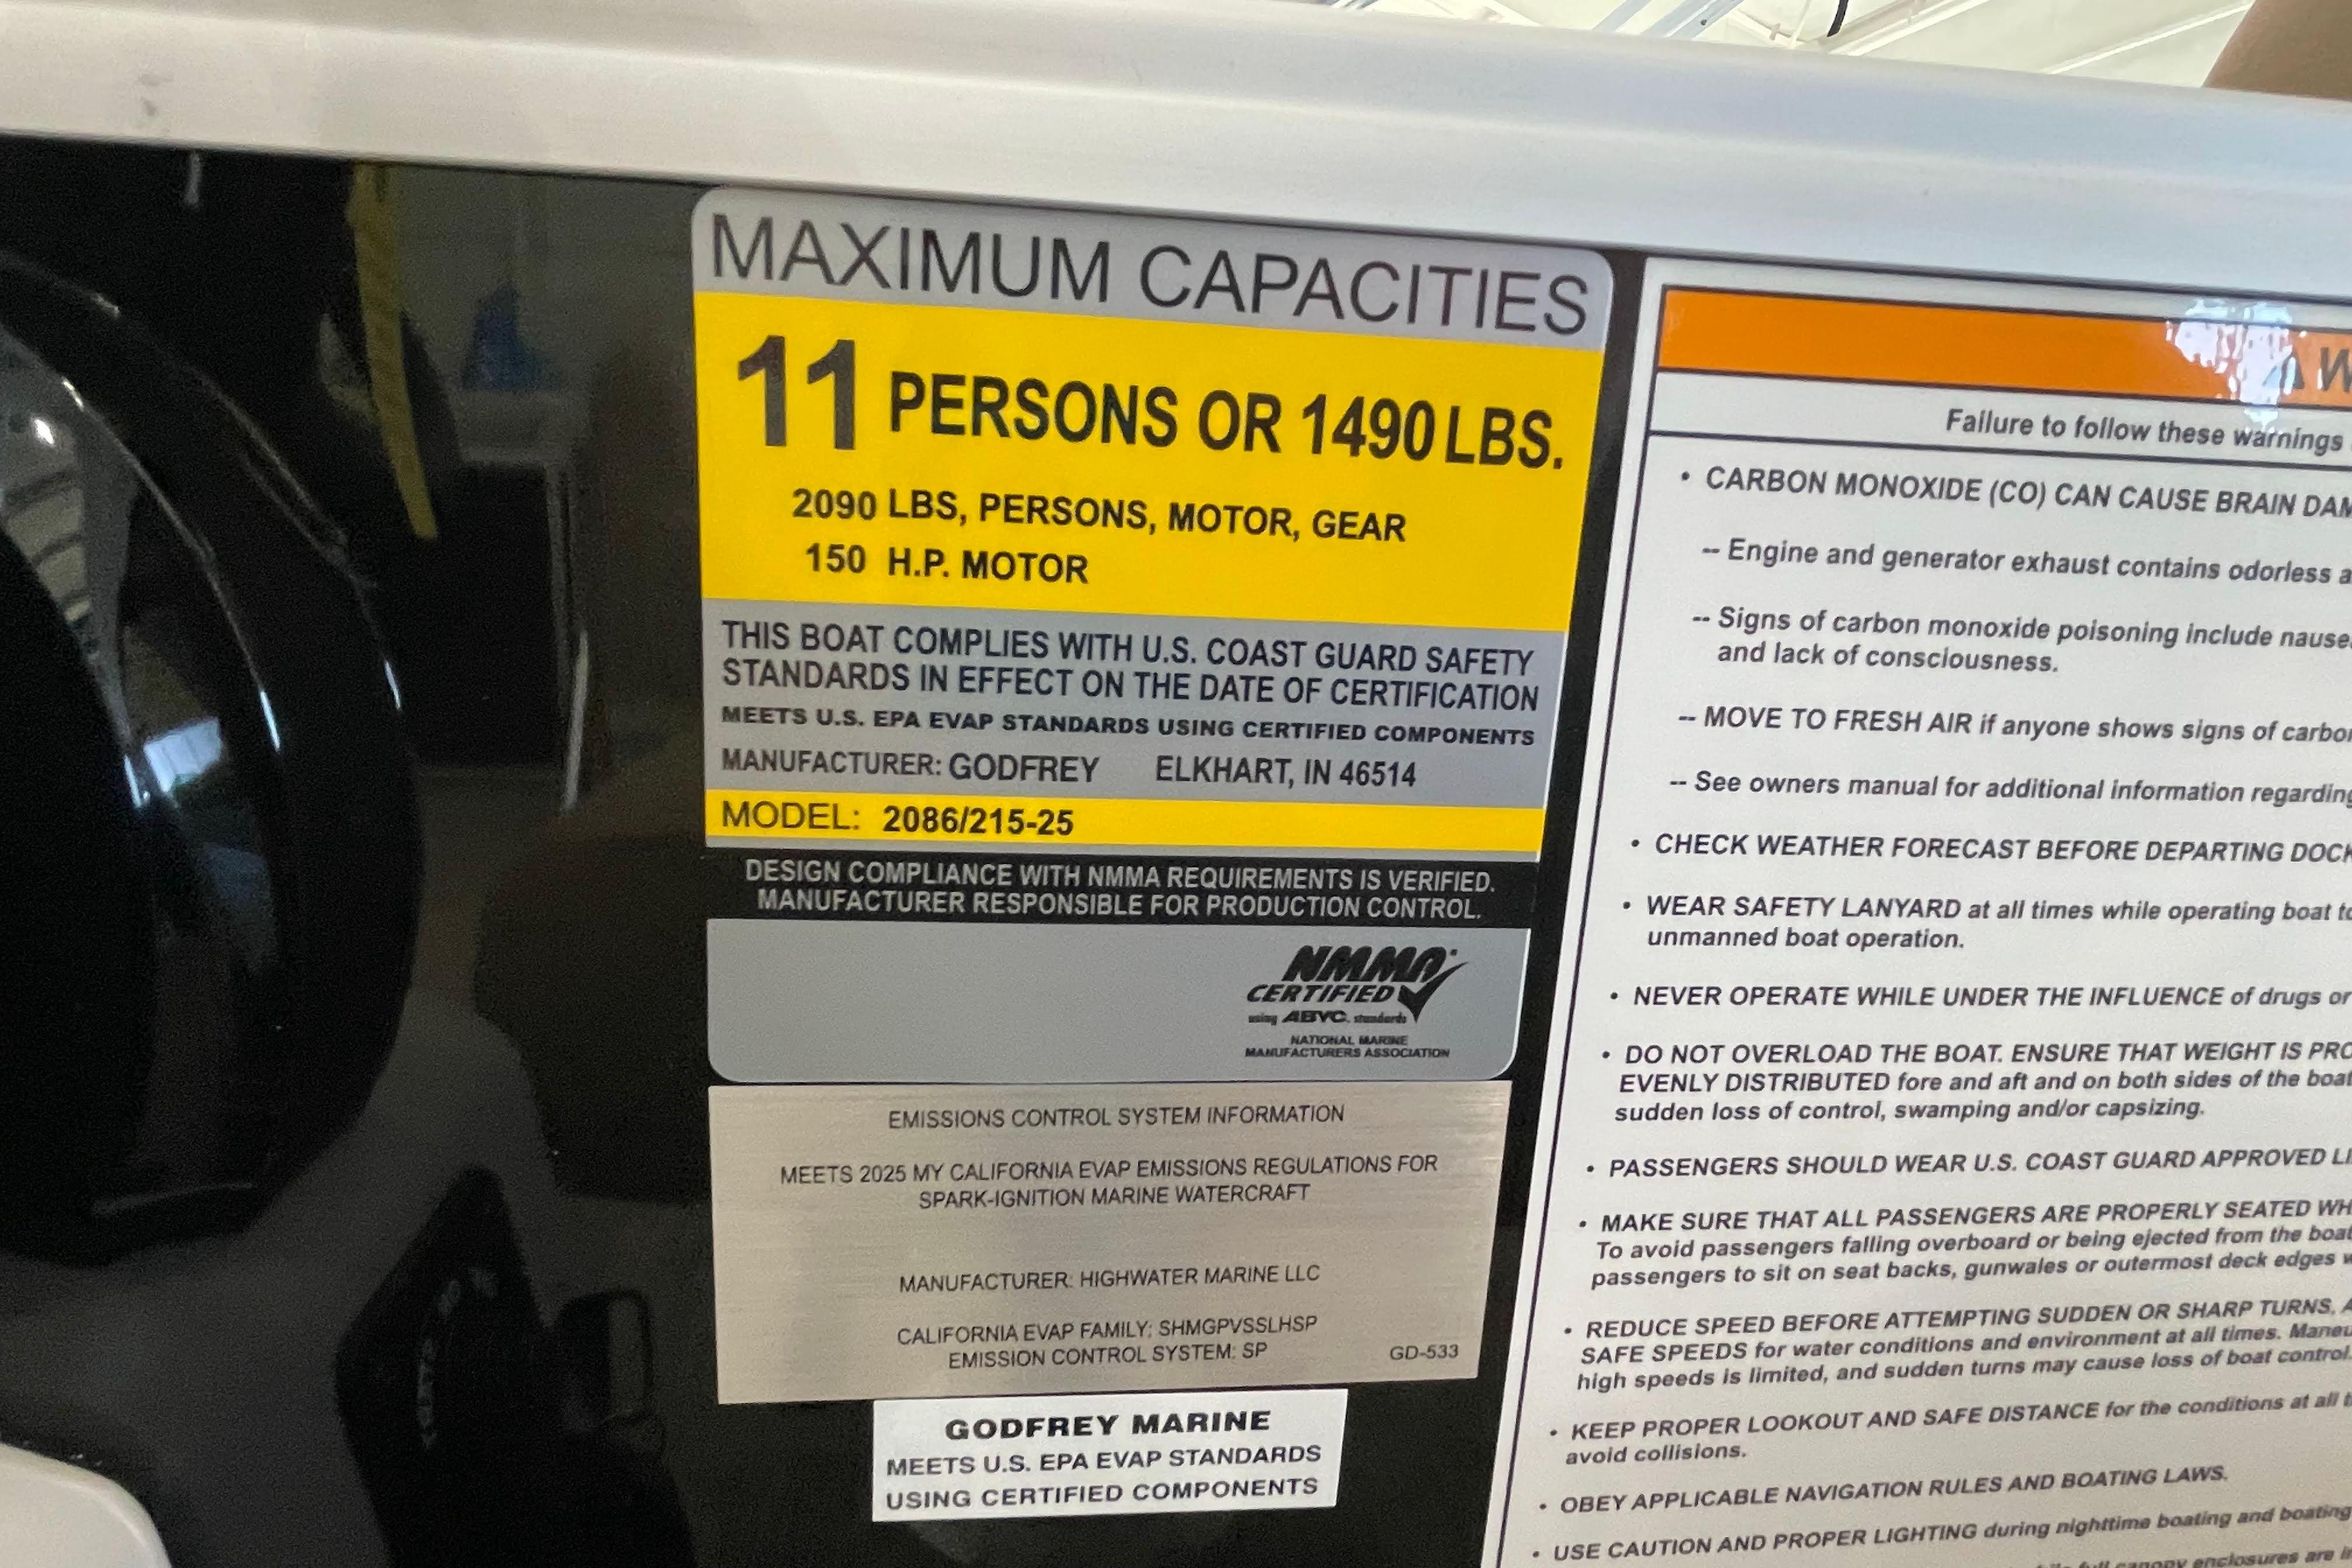 MAXIMUM CAPACITIES
11 PERSONS OR 1490 LBS.
2090 LBS, PERSONS, MOTOR, GEAR
150 H.P. MOTOR
THIS BOAT COMPLIES WITH U.S. COAST GUARD SAFETY
STANDARDS IN EFFECT ON THE DATE OF CERTIFICATION
MEETS U.S. EPA EVAP STANDARDS USING CERTIFIED COMPONENTS
MANUFACTURER: GODFREY ELKHART, IN 46514
MODEL: 2086/215-25
DESIGN COMPLIANCE WITH NMMA REQUIREMENTS IS VERIFIED.
MANUFACTURER RESPONSIBLE FOR PRODUCTION CONTROL.
NMMA
CERTIFIED
using ABYC. standards
NATIONAL MARINE
MANUFACTURERS ASSOCIATION
EMISSIONS CONTROL SYSTEM INFORMATION
MEETS 2025 MY CALIFORNIA EVAP EMISSIONS REGULATIONS FOR
SPARK-IGNITION MARINE WATERCRAFT
MANUFACTURER: HIGHWATER MARINE LLC
CALIFORNIA EVAP FAMILY: SHMGPVSSLHSP
EMISSION CONTROL SYSTEM: SP
GD-533
GODFREY MARINE
MEETS U.S. EPA EVAP STANDARDS
USING CERTIFIED COMPONENTS
Failure to follow these warnings
• CARBON MONOXIDE (CO) CAN CAUSE BRAIN
-- Engine and generator exhaust contains odorless
-- Signs of carbon monoxide poisoning include
and lack of consciousness.
-- MOVE TO FRESH AIR if anyone shows signs of
-- See owners manual for additional information
• CHECK WEATHER FORECAST BEFORE DEPARTING
• WEAR SAFETY LANYARD at all times while operating boat
unmanned boat operation.
• NEVER OPERATE WHILE UNDER THE INFLUENCE of drugs or
• DO NOT OVERLOAD THE BOAT. ENSURE THAT WEIGHT IS
EVENLY DISTRIBUTED fore and aft and on both sides of the
sudden loss of control, swamping and/or capsizing.
• PASSENGERS SHOULD WEAR U.S. COAST GUARD APPROVED
• MAKE SURE THAT ALL PASSENGERS ARE PROPERLY SEATED
To avoid passengers falling overboard or being ejected from the boat
passengers to sit on seat backs, gunwales or outermost deck edges
• REDUCE SPEED BEFORE ATTEMPTING SUDDEN OR SHARP TURNS.
SAFE SPEEDS for water conditions and environment at all times.
high speeds is limited, and sudden turns may cause loss of boat control.
• KEEP PROPER LOOKOUT AND SAFE DISTANCE for the conditions at all
avoid collisions.
• OBEY APPLICABLE NAVIGATION RULES AND BOATING LAWS.
• USE CAUTION AND PROPER LIGHTING during nighttime boating and boating